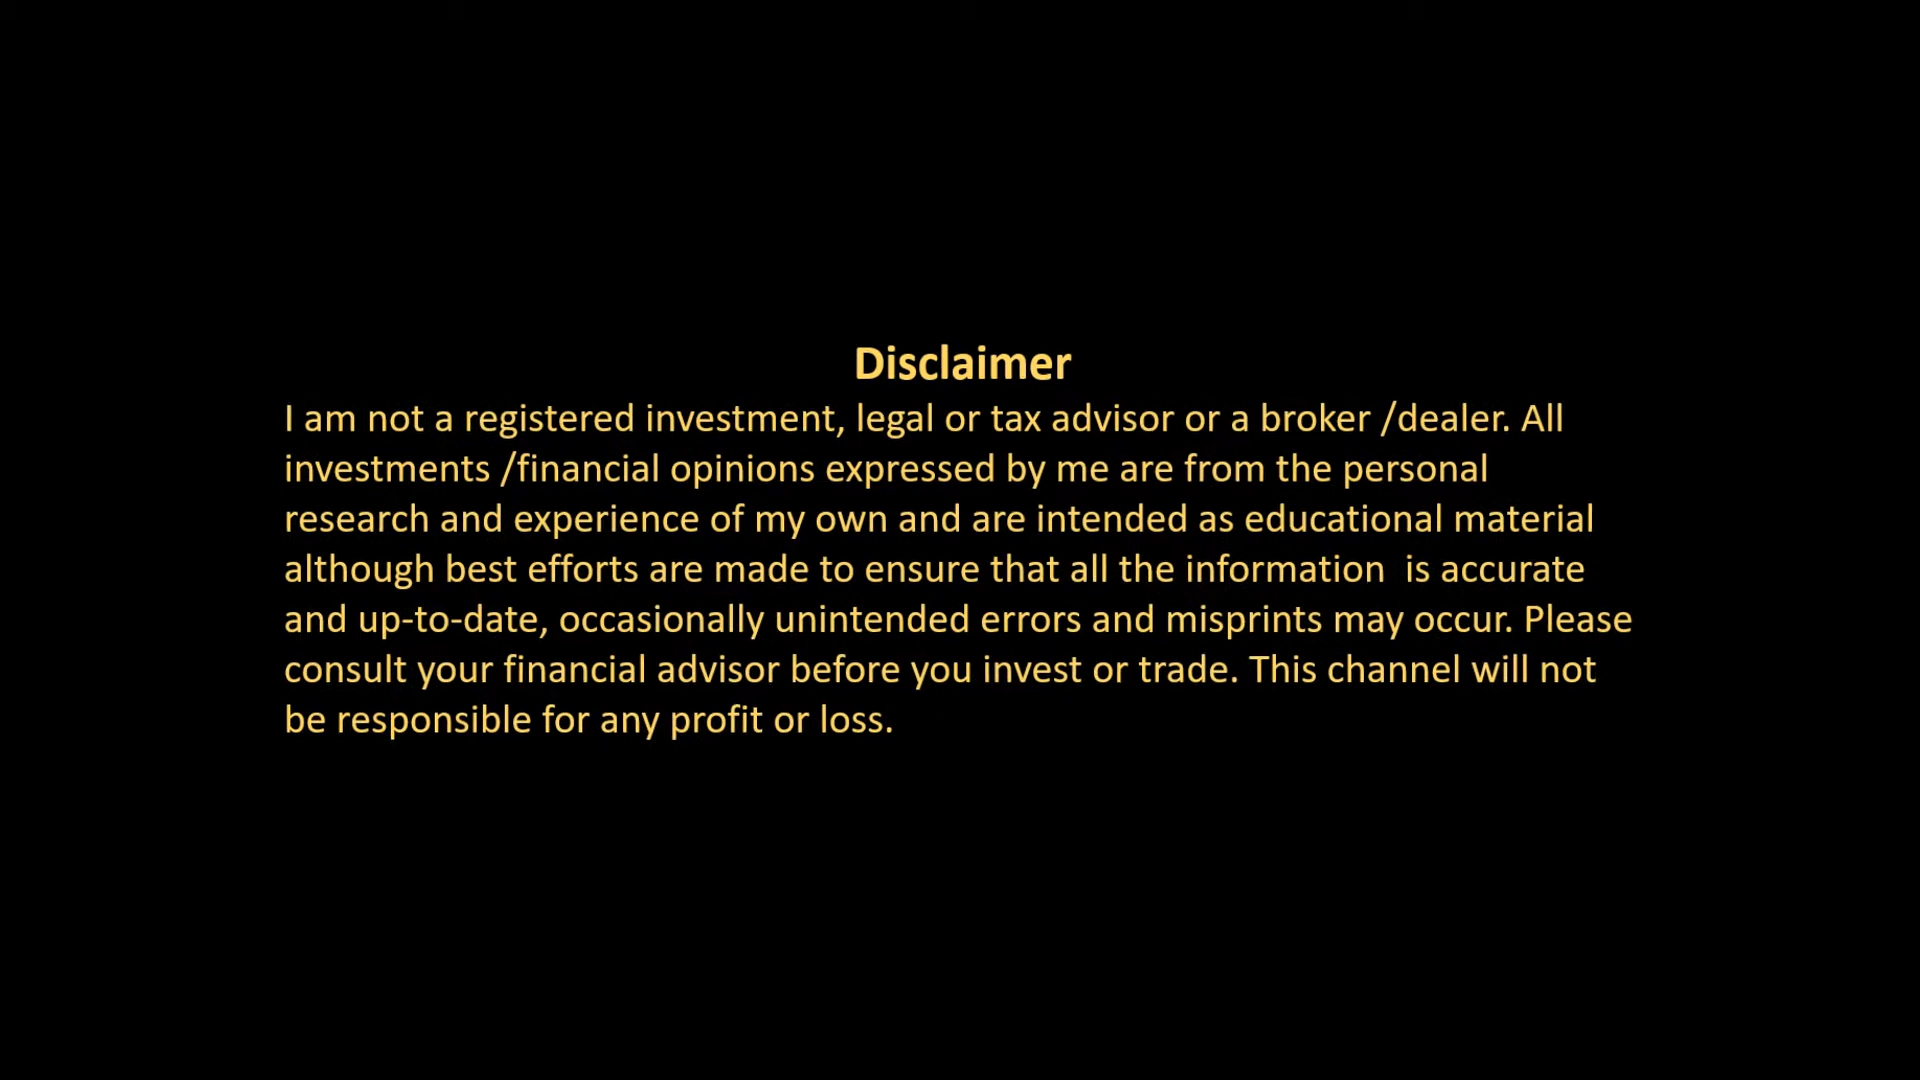 Disclaimer
I am not a registered investment, legal or tax advisor or a broker /dealer. All
investments /financial opinions expressed by me are from the personal
research and experience of my own and are intended as educational material
although best efforts are made to ensure that all the information  is accurate
and up-to-date, occasionally unintended errors and misprints may occur. Please
consult your financial advisor before you invest or trade. This channel will not
be responsible for any profit or loss.